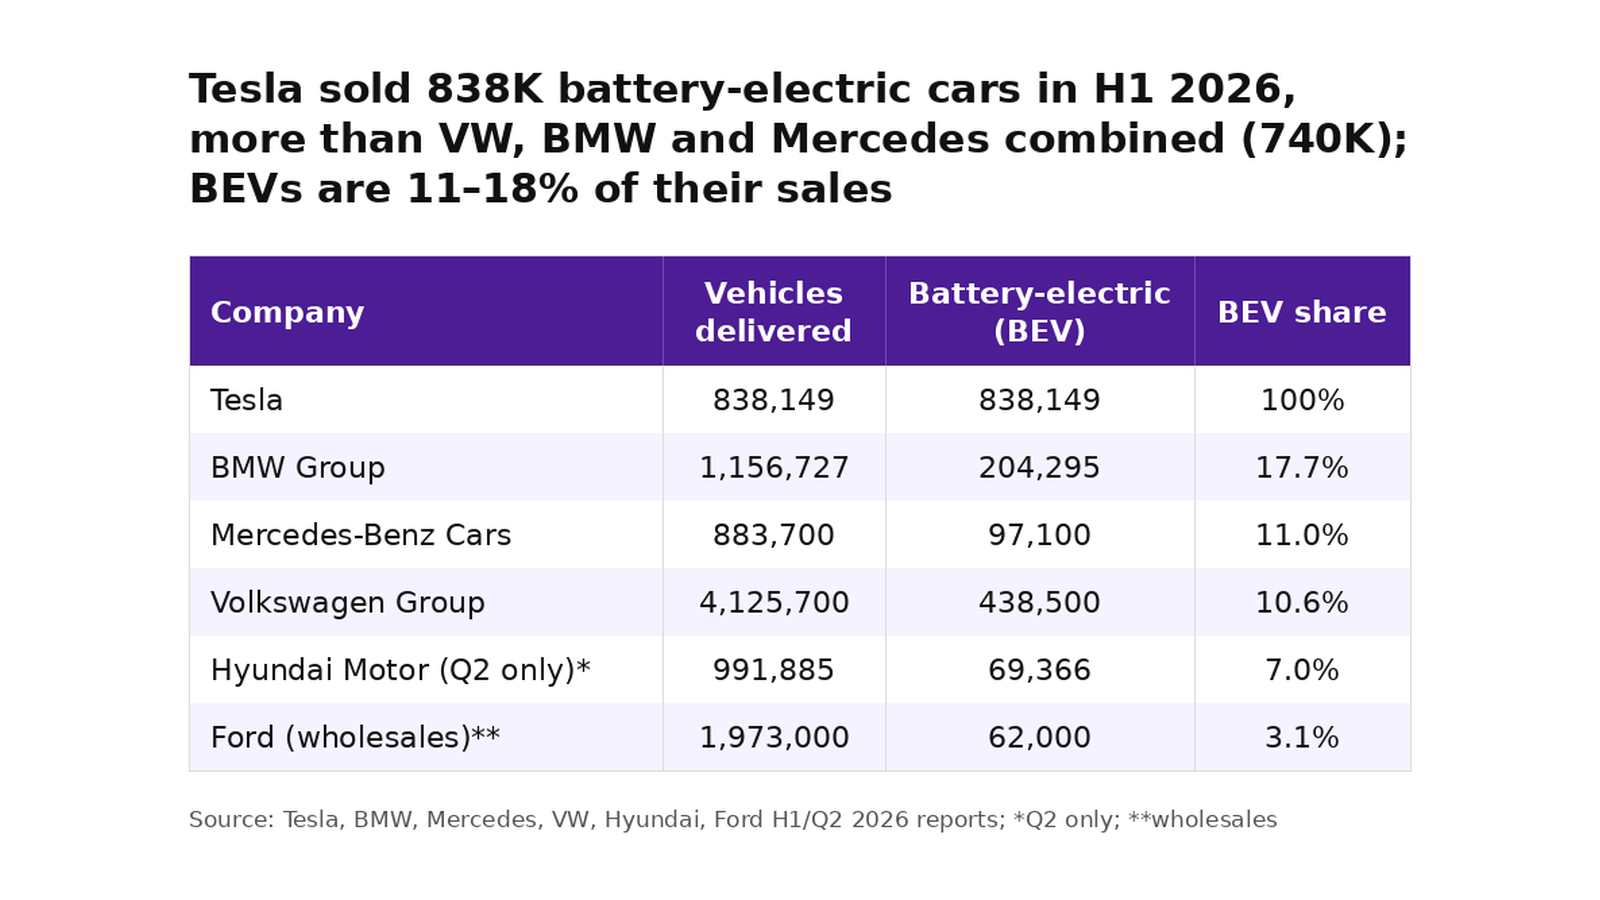 Tesla sold 838K battery-electric cars in H1 2026,
more than VW, BMW and Mercedes combined (740K);
BEVs are 11–18% of their sales
Company Vehicles delivered Battery-electric (BEV) BEV share
Tesla 838,149 838,149 100%
BMW Group 1,156,727 204,295 17.7%
Mercedes-Benz Cars 883,700 97,100 11.0%
Volkswagen Group 4,125,700 438,500 10.6%
Hyundai Motor (Q2 only)* 991,885 69,366 7.0%
Ford (wholesales)** 1,973,000 62,000 3.1%
Source: Tesla, BMW, Mercedes, VW, Hyundai, Ford H1/Q2 2026 reports; *Q2 only; **wholesales